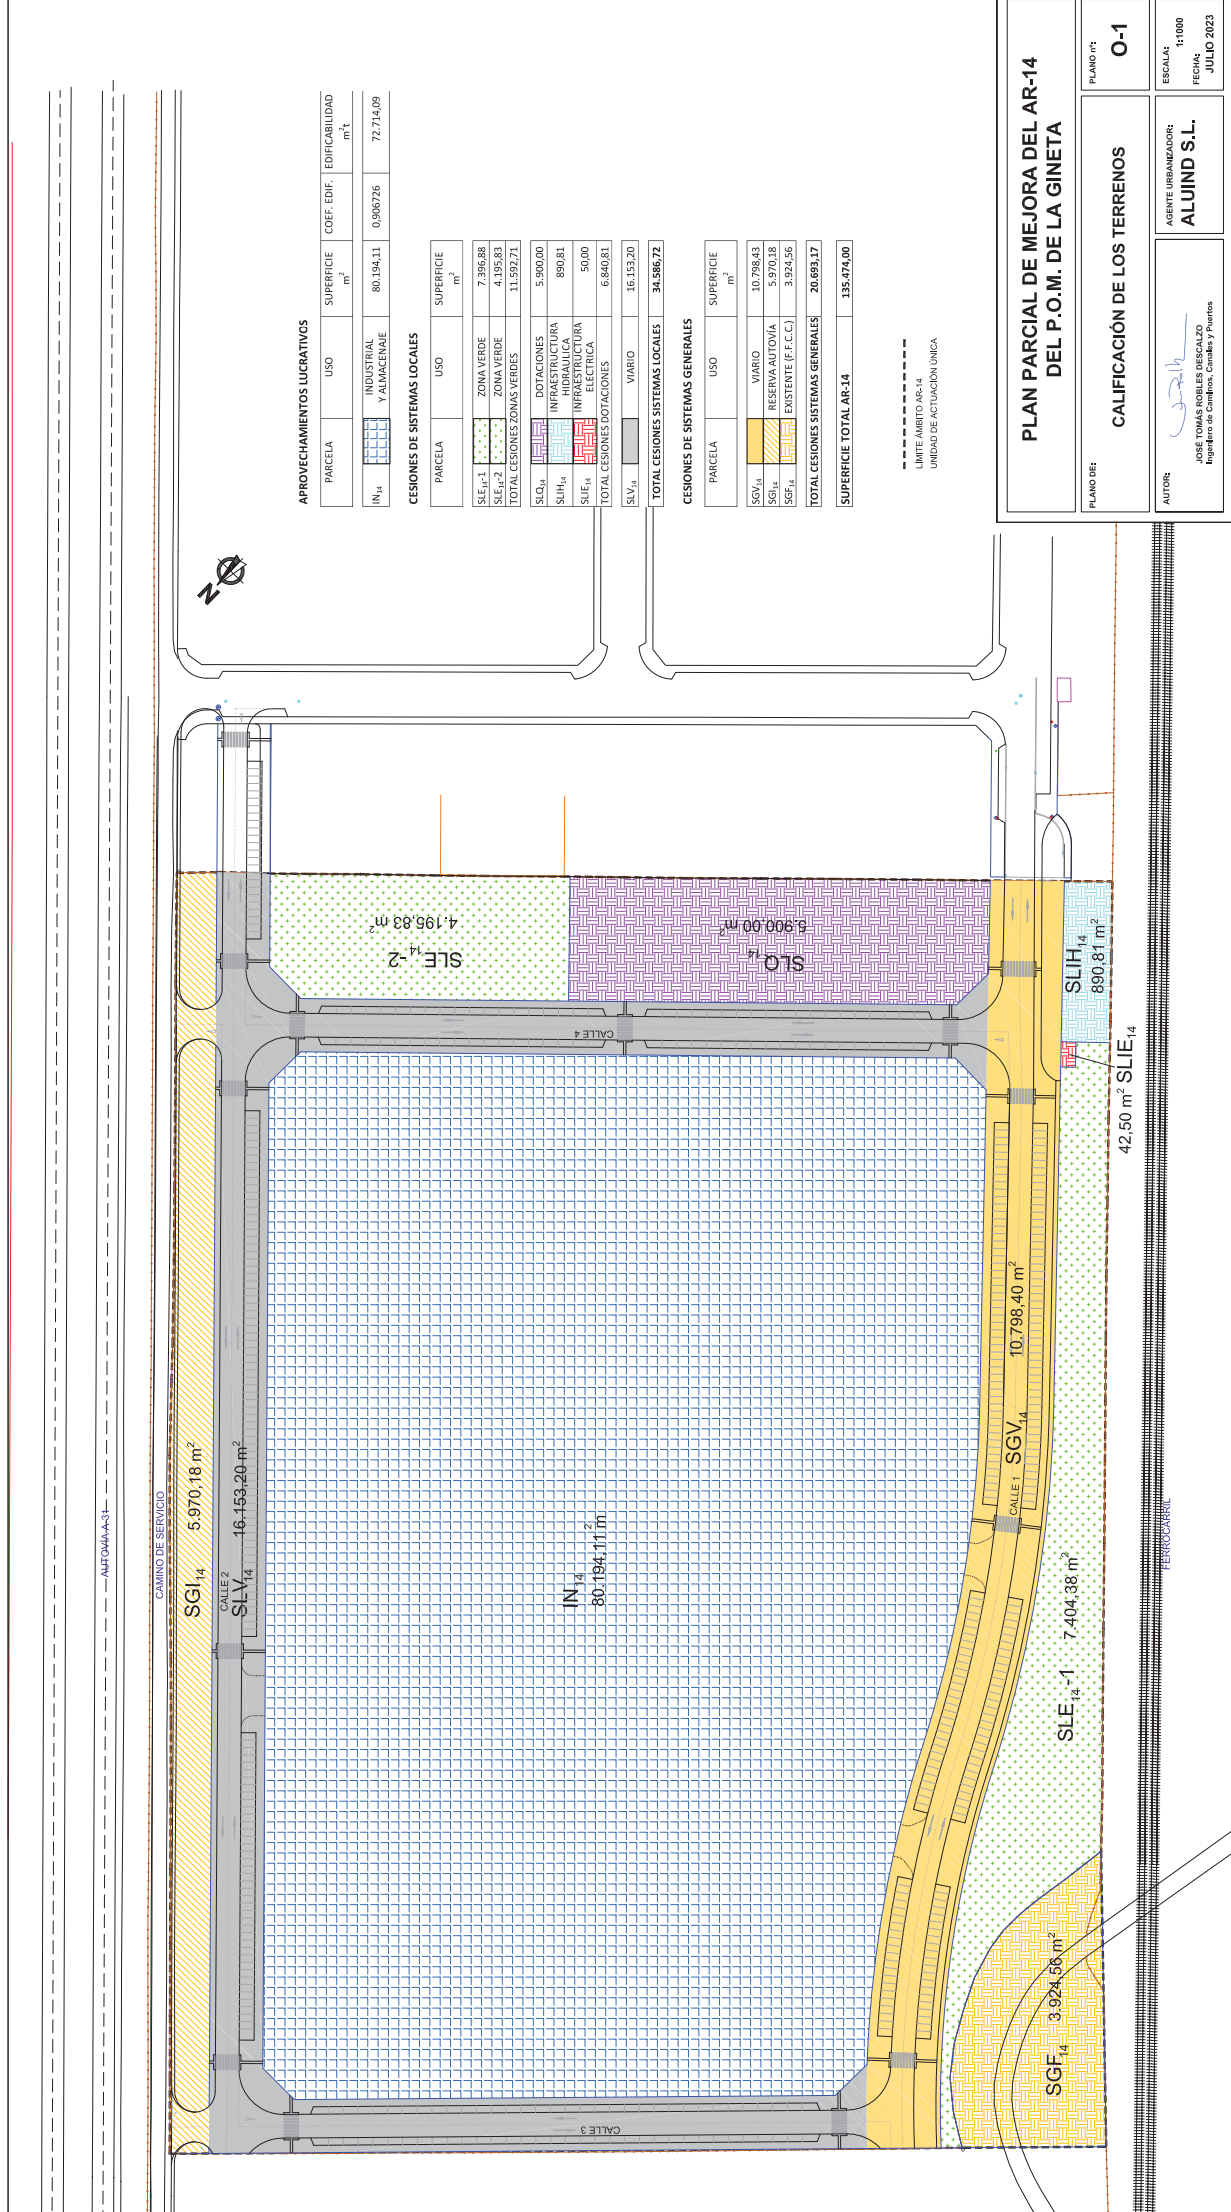 APROVECHAMIENTOS LUCRATIVOS
PARCELA USO SUPERFICIE m² COEF. EDIF. EDIFICABILIDAD m²t
IN14 INDUSTRIAL Y ALMACENAJE 80.194,11 0,906726 72.714,09
CESIONES DE SISTEMAS LOCALES
PARCELA USO SUPERFICIE m²
SLE14-1 ZONA VERDE 7.396,88
SLE14-2 ZONA VERDE 4.195,83
TOTAL CESIONES ZONAS VERDES 11.592,71
SLQ14 DOTACIONES 5.900,00
SLIH14 INFRAESTRUCTURA HIDRAULICA 890,81
SLIE14 INFRAESTRUCTURA ELECTRICA 50,00
TOTAL CESIONES DOTACIONES 6.840,81
SLV14 VIARIO 16.153,20
TOTAL CESIONES SISTEMAS LOCALES 34.586,72
CESIONES DE SISTEMAS GENERALES
PARCELA USO SUPERFICIE m²
SGV14 VIARIO 10.798,43
SGI14 RESERVA AUTOVÍA 5.970,18
SGF14 EXISTENTE (F.F.C.C.) 3.924,56
TOTAL CESIONES SISTEMAS GENERALES 20.693,17
SUPERFICIE TOTAL AR-14 135.474,00
LIMITE ÁMBITO AR-14
UNIDAD DE ACTUACIÓN ÚNICA
N
AUTOVÍA A-31
CAMINO DE SERVICIO
SGI14 5.970,18 m²
CALLE 2
SLV14 16.153,20 m²
SLE14-2
4.195,83 m²
SLQ14
5.900,00 m²
CALLE 4
IN14
80.194,11 m²
CALLE 3
CALLE 1
SGV14 10.798,40 m²
SLIH14
890,81 m²
42,50 m² SLIE14
SLE14-1 7.404,38 m²
SGF14 3.924,56 m²
FERROCARRIL
PLAN PARCIAL DE MEJORA DEL AR-14
DEL P.O.M. DE LA GINETA
PLANO DE:
CALIFICACIÓN DE LOS TERRENOS
PLANO nº:
O-1
AUTOR:
JOSÉ TOMÁS ROBLES DESCALZO
Ingeniero de Caminos, Canales y Puertos
AGENTE URBANIZADOR:
ALUIND S.L.
ESCALA:
1:1000
FECHA:
JULIO 2023